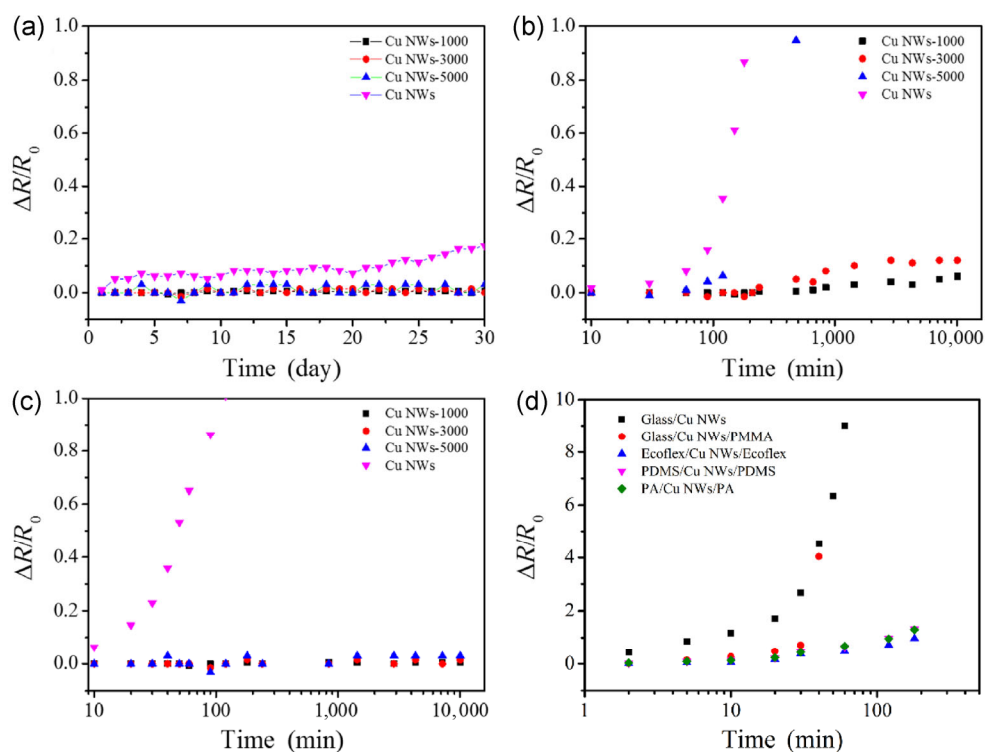 (a)
1.0
0.8
0.6
0.4
0.2
0.0
ΔR/R₀
0
5
10
15
20
25
30
Time (day)
Cu NWs-1000
Cu NWs-3000
Cu NWs-5000
Cu NWs
(b)
1.0
0.8
0.6
0.4
0.2
0.0
ΔR/R₀
10
100
1,000
10,000
Time (min)
Cu NWs-1000
Cu NWs-3000
Cu NWs-5000
Cu NWs
(c)
1.0
0.8
0.6
0.4
0.2
0.0
ΔR/R₀
10
100
1,000
10,000
Time (min)
Cu NWs-1000
Cu NWs-3000
Cu NWs-5000
Cu NWs
(d)
10
8
6
4
2
0
ΔR/R₀
1
10
100
Time (min)
Glass/Cu NWs
Glass/Cu NWs/PMMA
Ecoflex/Cu NWs/Ecoflex
PDMS/Cu NWs/PDMS
PA/Cu NWs/PA